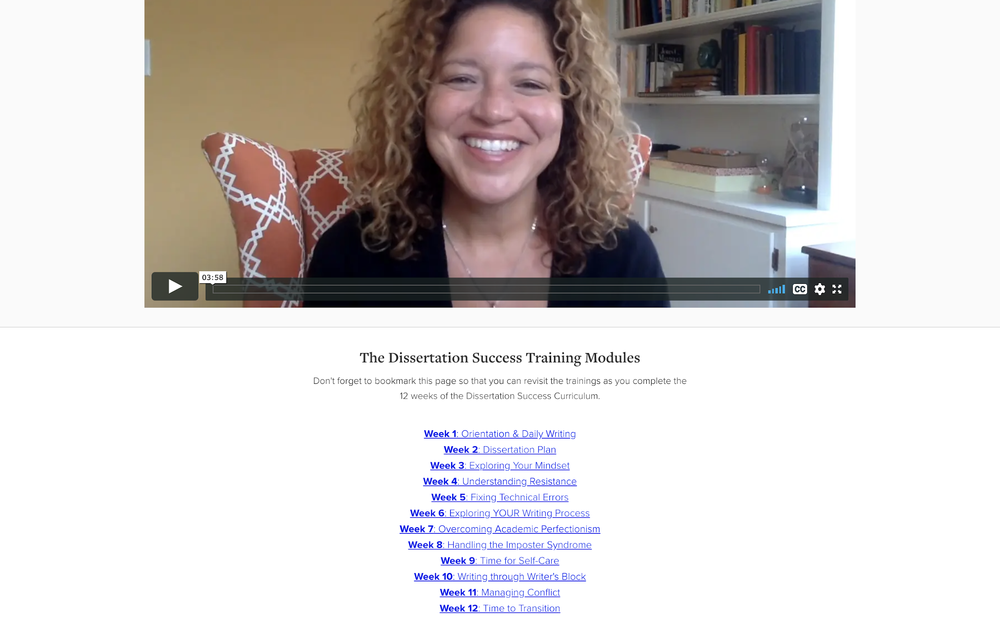 03:58
CC
The Dissertation Success Training Modules
Don't forget to bookmark this page so that you can revisit the trainings as you complete the
12 weeks of the Dissertation Success Curriculum.
Week 1: Orientation & Daily Writing
Week 2: Dissertation Plan
Week 3: Exploring Your Mindset
Week 4: Understanding Resistance
Week 5: Fixing Technical Errors
Week 6: Exploring YOUR Writing Process
Week 7: Overcoming Academic Perfectionism
Week 8: Handling the Imposter Syndrome
Week 9: Time for Self-Care
Week 10: Writing through Writer's Block
Week 11: Managing Conflict
Week 12: Time to Transition